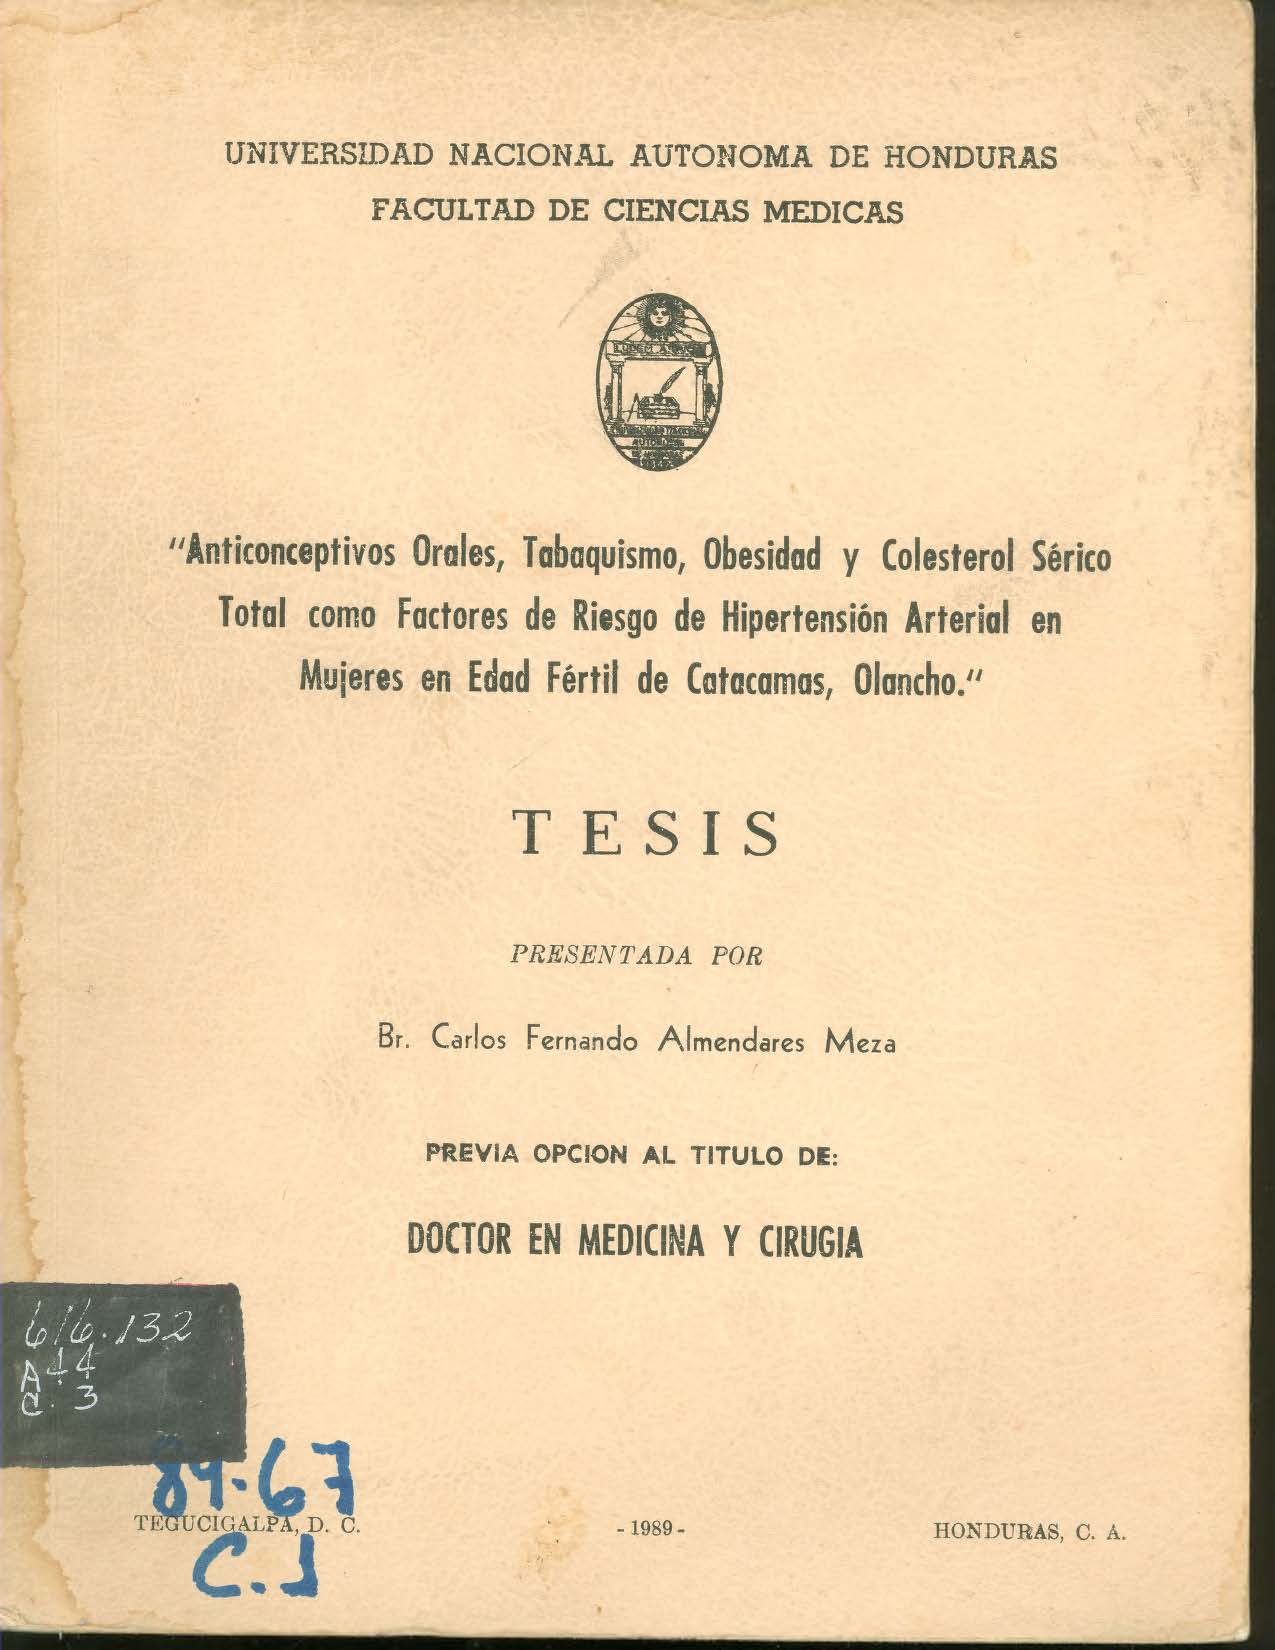 UNIVERSIDAD NACIONAL AUTONOMA DE HONDURAS
FACULTAD DE CIENCIAS MEDICAS
"Anticonceptivos Orales, Tabaquismo, Obesidad y Colesterol Sérico
Total como Factores de Riesgo de Hipertensión Arterial en
Mujeres en Edad Fértil de Catacamas, Olancho."
TESIS
PRESENTADA POR
Br. Carlos Fernando Almendares Meza
PREVIA OPCION AL TITULO DE:
DOCTOR EN MEDICINA Y CIRUGIA
616.132
A44
C. 3
89-67
TEGUCIGALPA, D. C. - 1989 - HONDURAS, C. A.
C.1